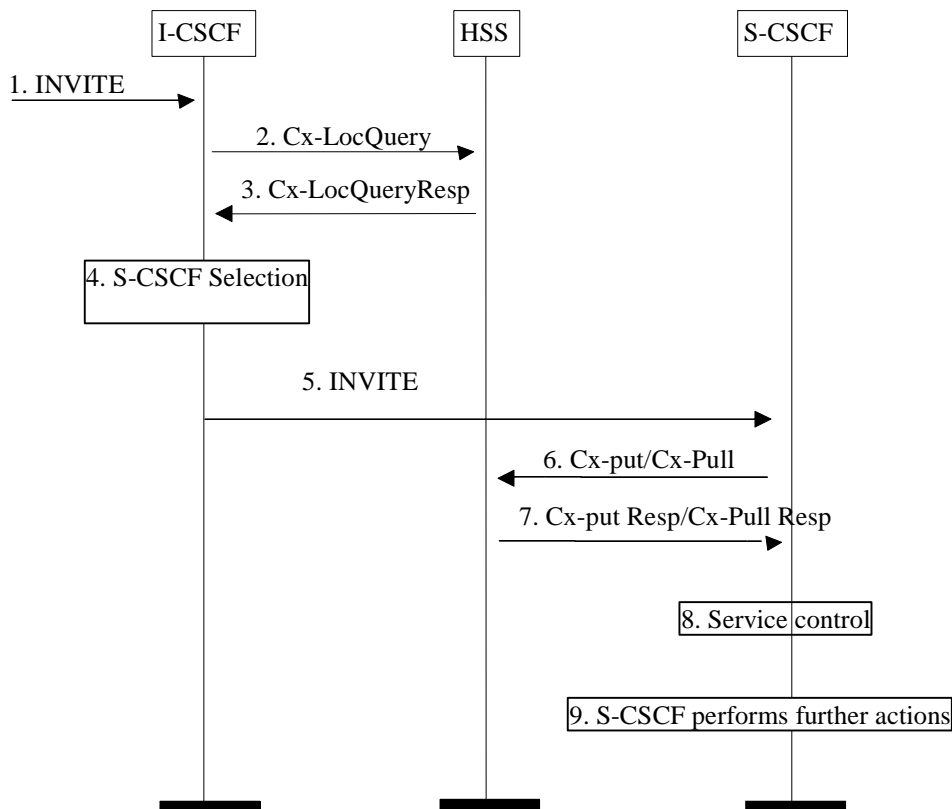 I-CSCF
HSS
S-CSCF
1. INVITE
2. Cx-LocQuery
3. Cx-LocQueryResp
4. S-CSCF Selection
5. INVITE
6. Cx-put/Cx-Pull
7. Cx-put Resp/Cx-Pull Resp
8. Service control
9. S-CSCF performs further actions